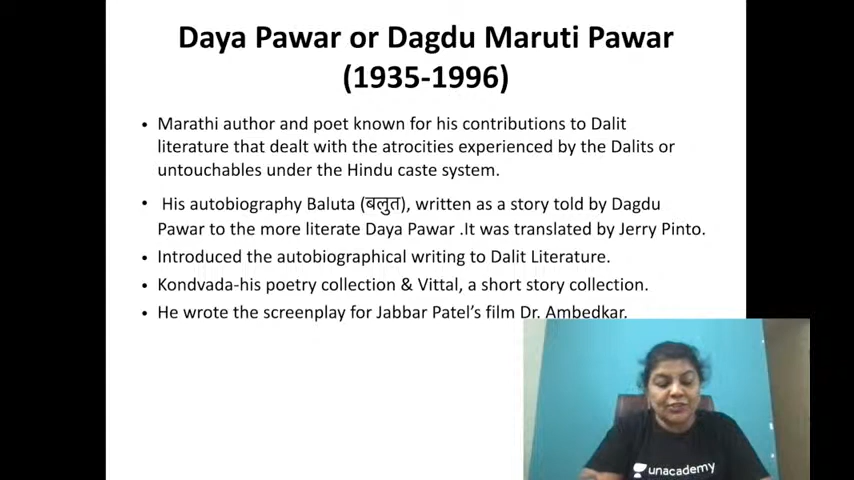 Daya Pawar or Dagdu Maruti Pawar
(1935-1996)
• Marathi author and poet known for his contributions to Dalit
literature that dealt with the atrocities experienced by the Dalits or
untouchables under the Hindu caste system.
• His autobiography Baluta (बलुत), written as a story told by Dagdu
Pawar to the more literate Daya Pawar .It was translated by Jerry Pinto.
• Introduced the autobiographical writing to Dalit Literature.
• Kondvada-his poetry collection & Vittal, a short story collection.
• He wrote the screenplay for Jabbar Patel's film Dr. Ambedkar.
unacademy